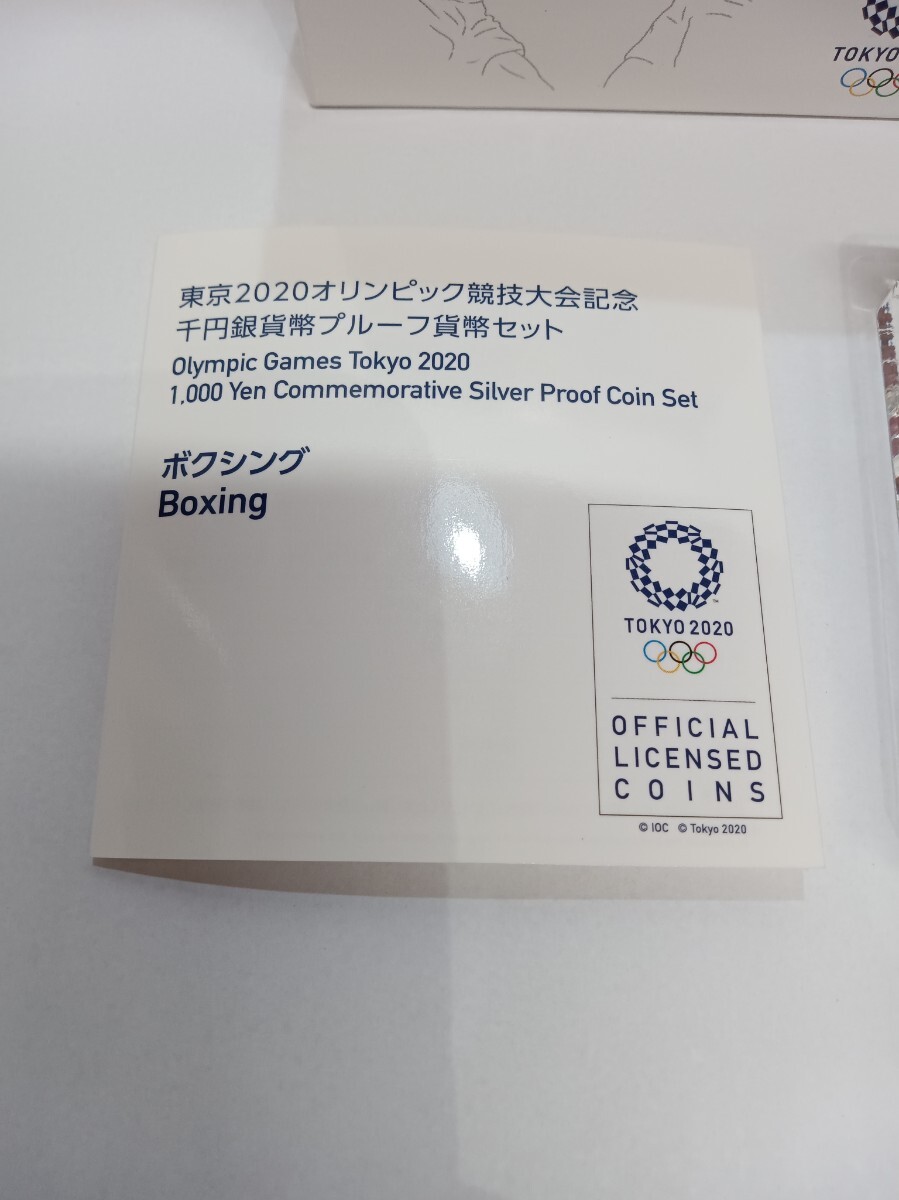 TOKYO
東京2020オリンピック競技大会記念
千円銀貨幣プルーフ貨幣セット
Olympic Games Tokyo 2020
1,000 Yen Commemorative Silver Proof Coin Set
ボクシング
Boxing
TM
TOKYO 2020
OFFICIAL
LICENSED
COINS
© IOC © Tokyo 2020